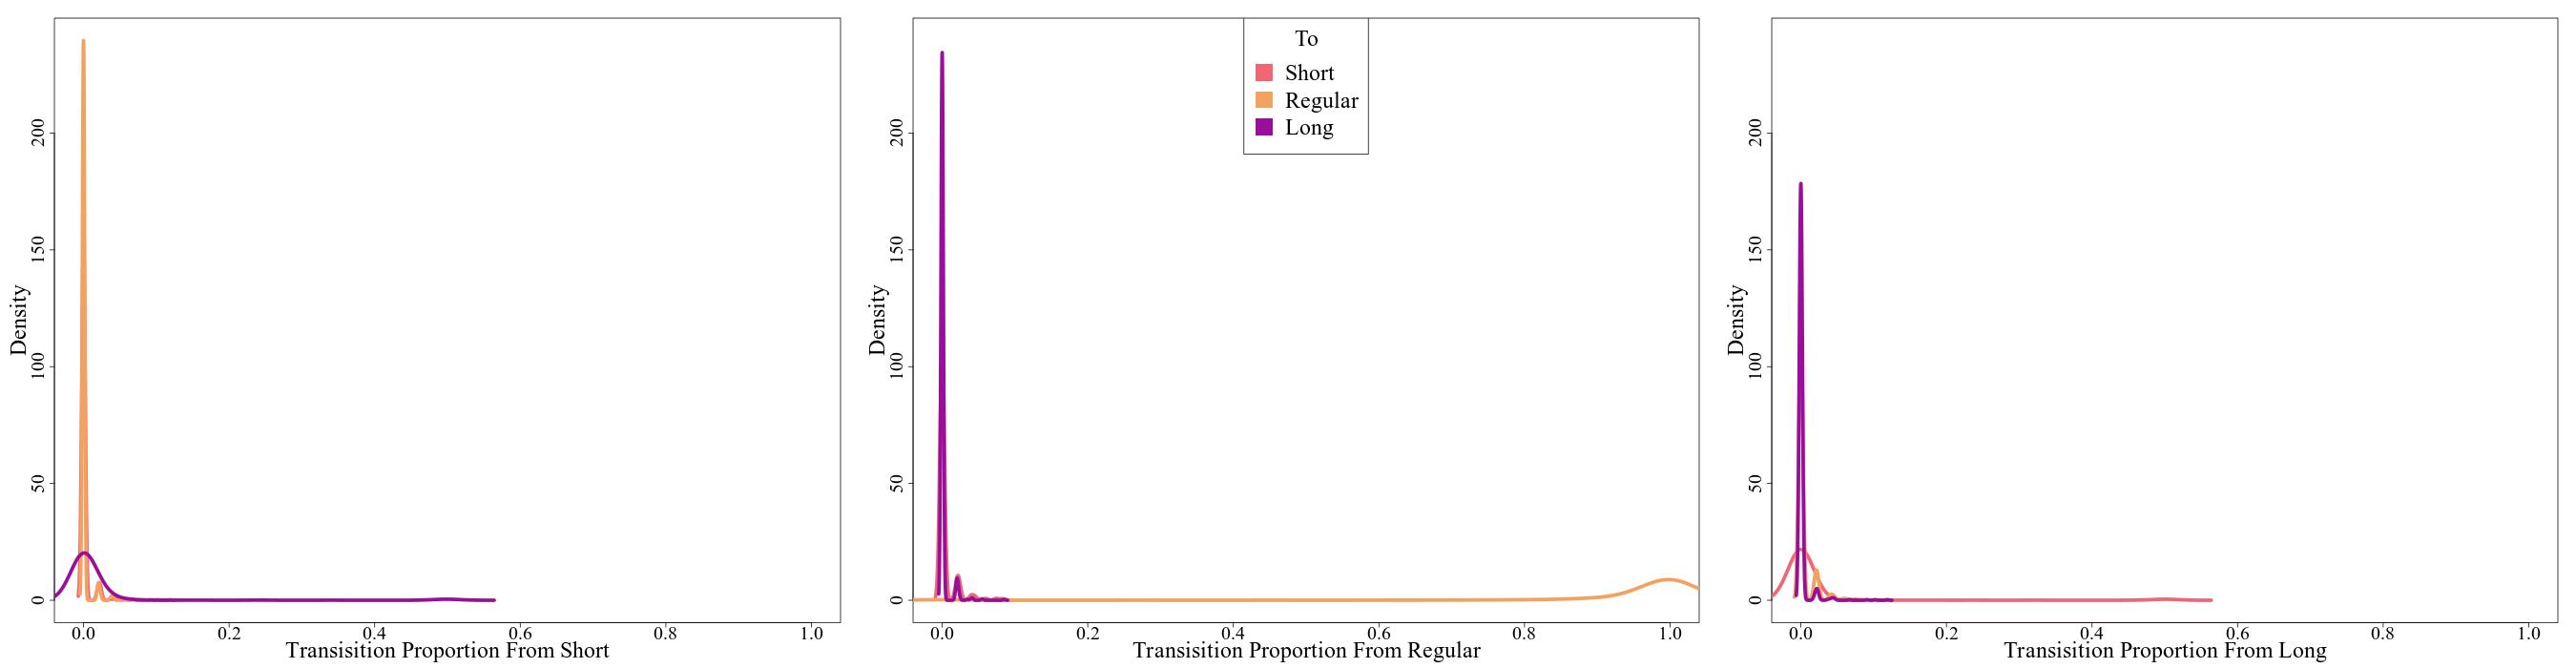 Density
200
150
100
50
0
0.0 0.2 0.4 0.6 0.8 1.0
Transisition Proportion From Short
To
Short
Regular
Long
Density
200
150
100
50
0
0.0 0.2 0.4 0.6 0.8 1.0
Transisition Proportion From Regular
Density
200
150
100
50
0
0.0 0.2 0.4 0.6 0.8 1.0
Transisition Proportion From Long